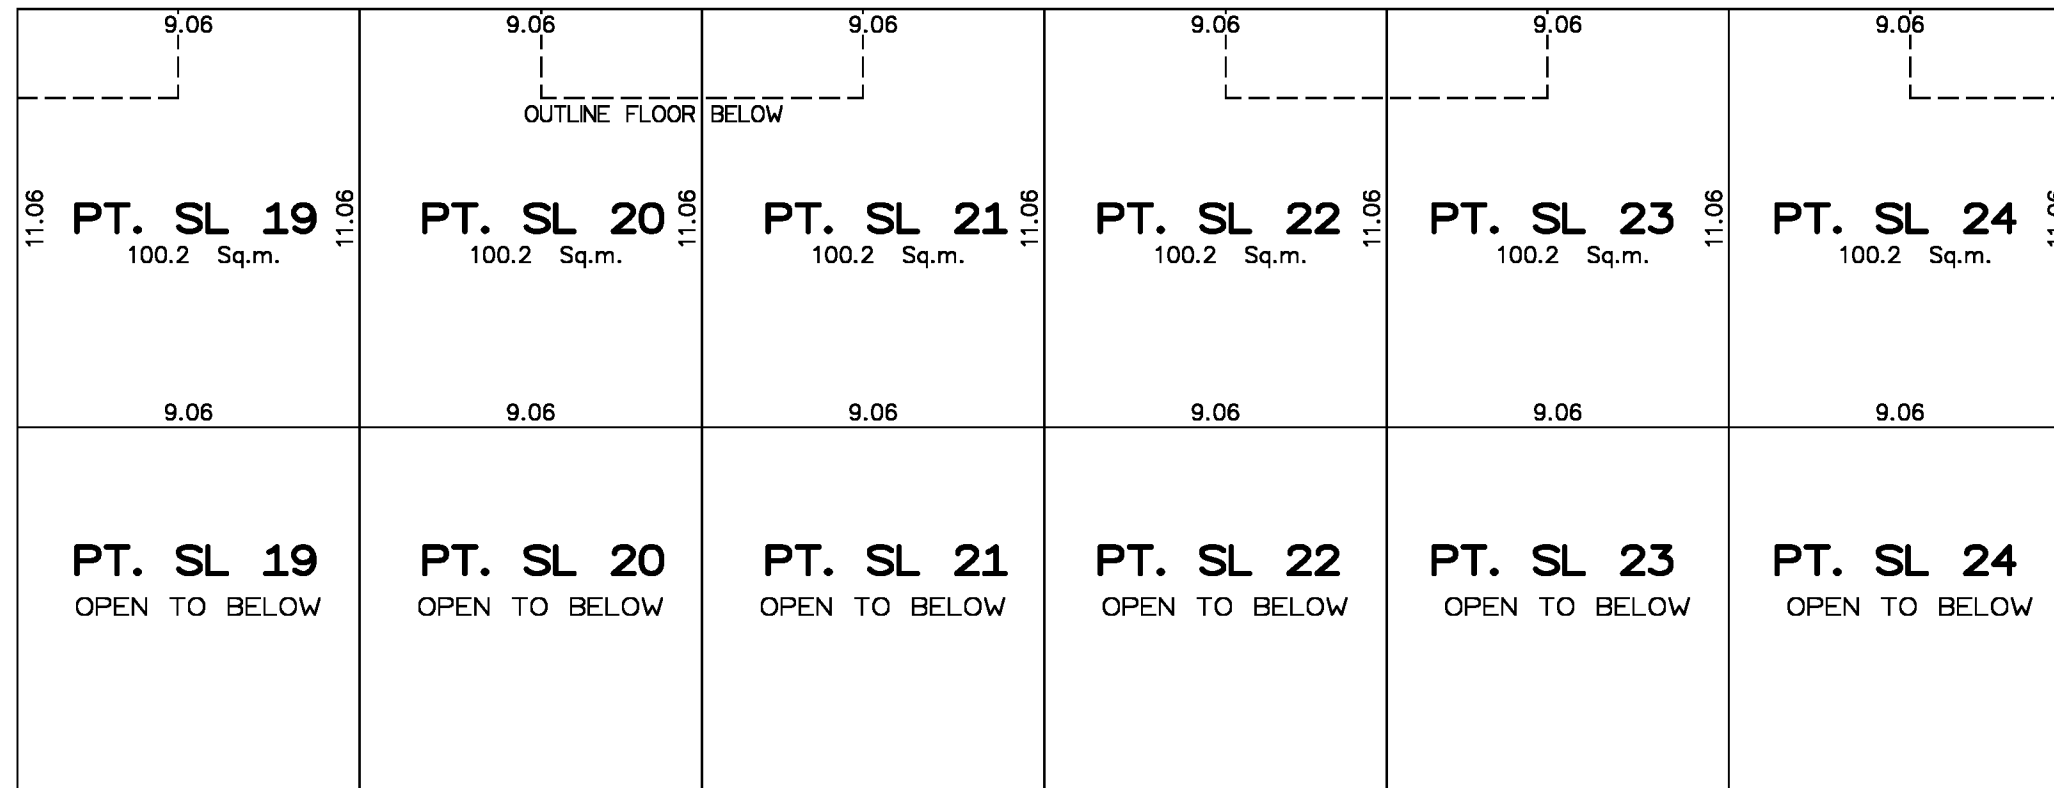 9.06 9.06 9.06 9.06 9.06 9.06
OUTLINE FLOOR BELOW
11.06 PT. SL 19 11.06 PT. SL 20 11.06 PT. SL 21 11.06 PT. SL 22 11.06 PT. SL 23 11.06 PT. SL 24 11.06
100.2 Sq.m. 100.2 Sq.m. 100.2 Sq.m. 100.2 Sq.m. 100.2 Sq.m. 100.2 Sq.m.
9.06 9.06 9.06 9.06 9.06 9.06
PT. SL 19 PT. SL 20 PT. SL 21 PT. SL 22 PT. SL 23 PT. SL 24
OPEN TO BELOW OPEN TO BELOW OPEN TO BELOW OPEN TO BELOW OPEN TO BELOW OPEN TO BELOW